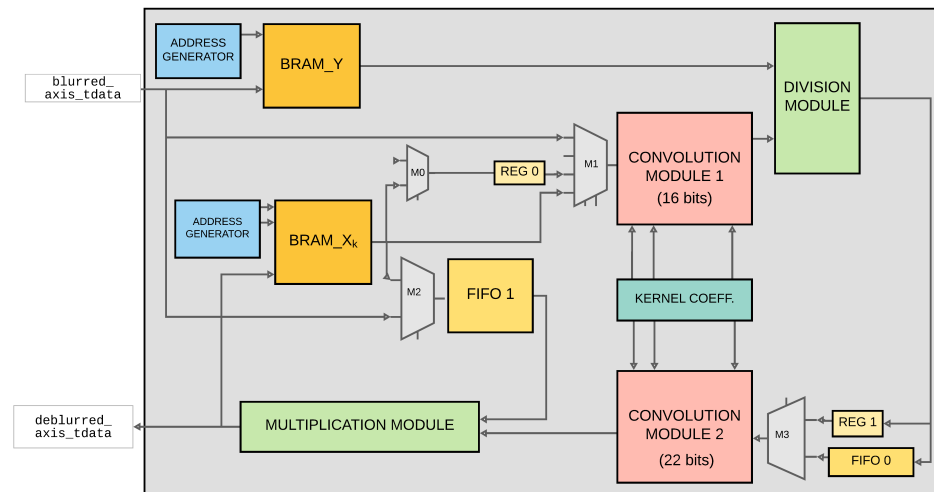 ADDRESS
GENERATOR
BRAM_Y
blurred_
axis_tdata
DIVISION
MODULE
M0
REG 0
M1
CONVOLUTION
MODULE 1
(16 bits)
ADDRESS
GENERATOR
BRAM_Xk
M2
FIFO 1
KERNEL COEFF.
deblurred_
axis_tdata
MULTIPLICATION MODULE
CONVOLUTION
MODULE 2
(22 bits)
M3
REG 1
FIFO 0